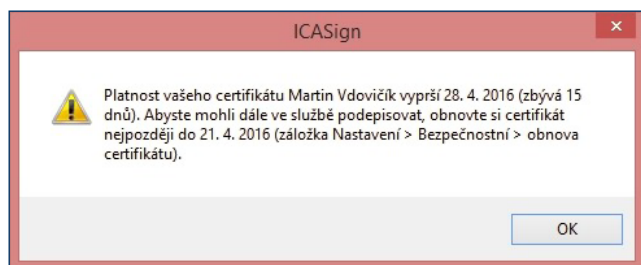 ICASign
Platnost vašeho certifikátu Martin Vdovičík vyprší 28. 4. 2016 (zbývá 15
dnů). Abyste mohli dále ve službě podepisovat, obnovte si certifikát
nejpozději do 21. 4. 2016 (záložka Nastavení > Bezpečnostní > obnova
certifikátu).
OK